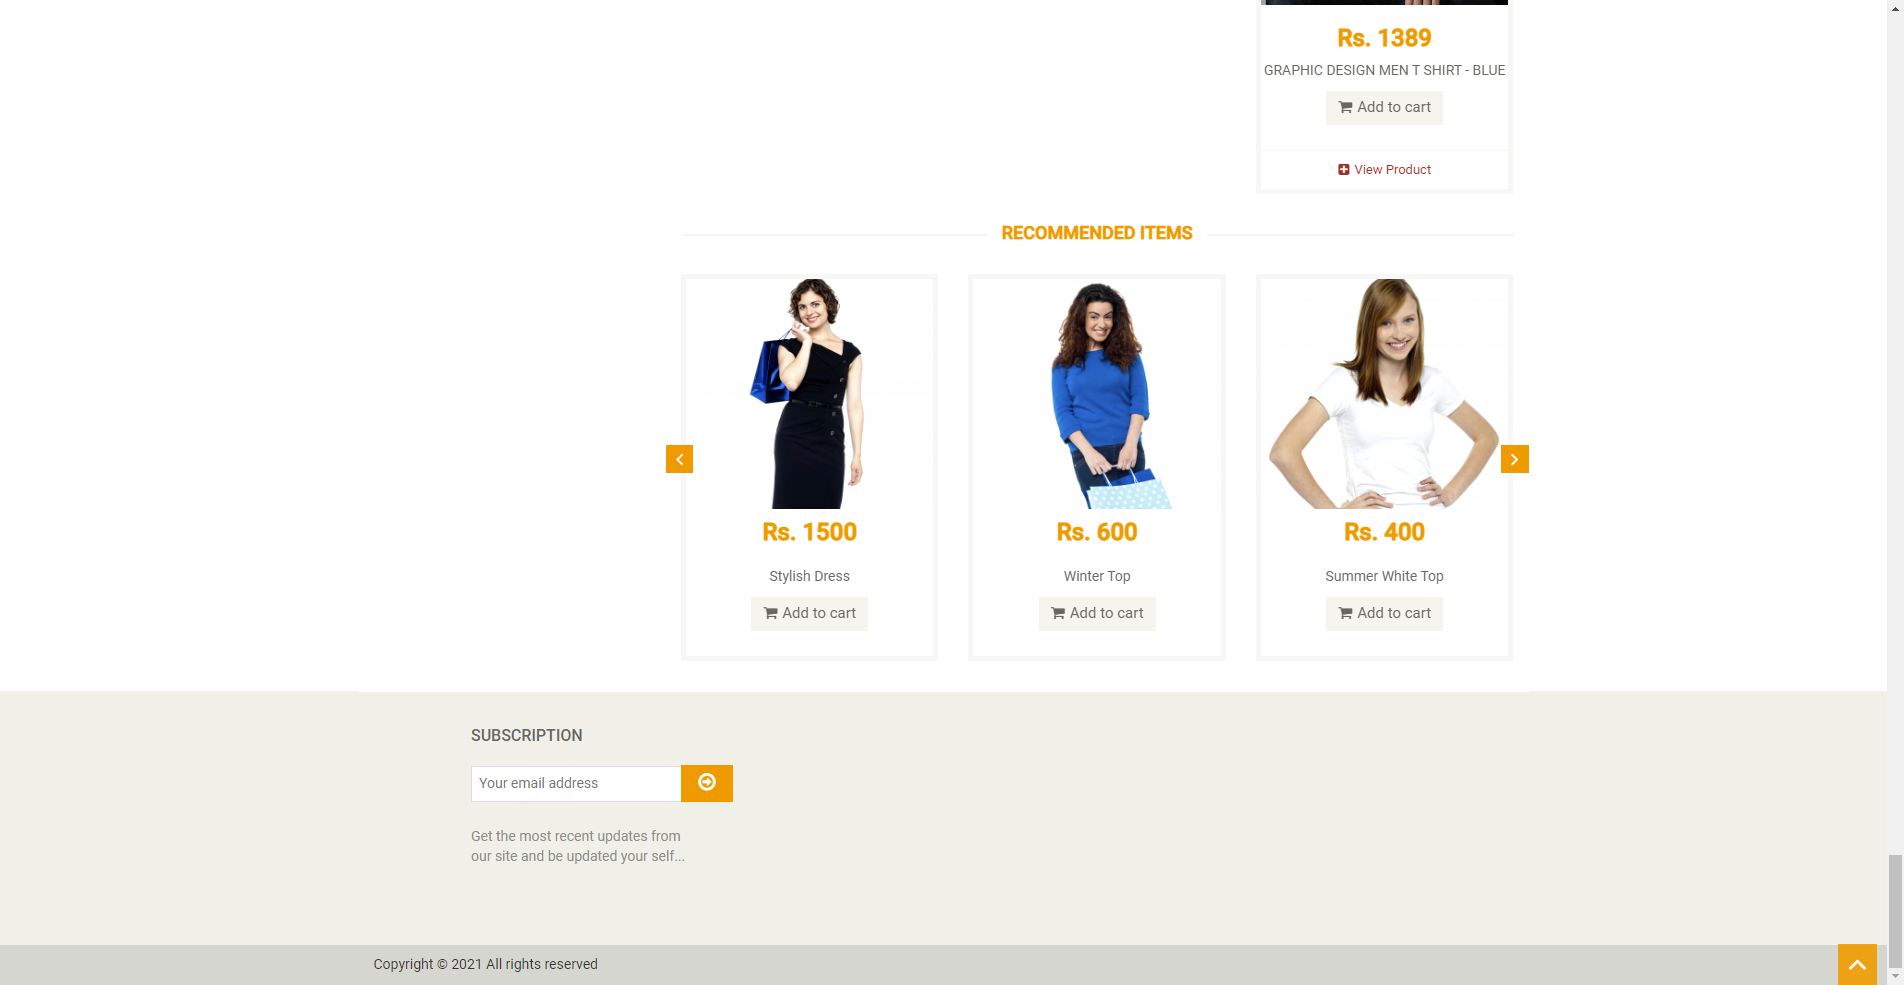 Rs. 1389
GRAPHIC DESIGN MEN T SHIRT - BLUE
Add to cart
View Product
RECOMMENDED ITEMS
Rs. 1500
Stylish Dress
Add to cart
Rs. 600
Winter Top
Add to cart
Rs. 400
Summer White Top
Add to cart
SUBSCRIPTION
Your email address
Get the most recent updates from
our site and be updated your self...
Copyright © 2021 All rights reserved